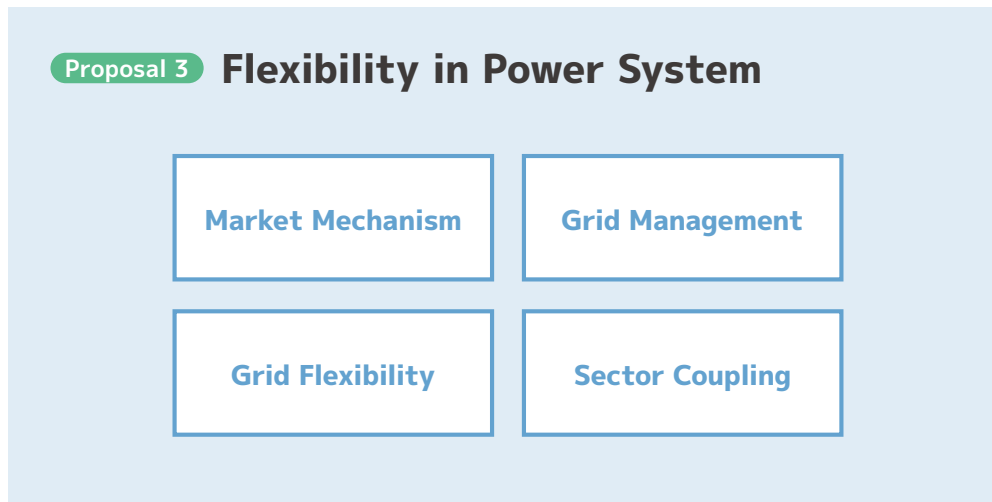 Proposal 3 Flexibility in Power System
Market Mechanism
Grid Management
Grid Flexibility
Sector Coupling